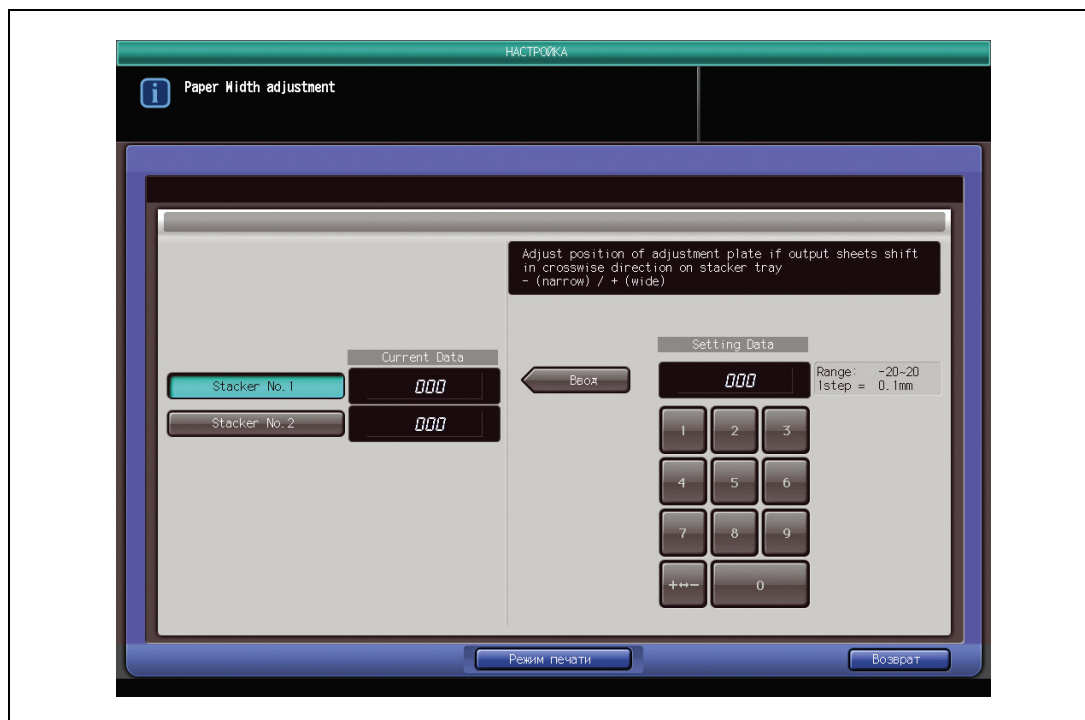 НАСТРОЙКА
Paper Width adjustment
Adjust position of adjustment plate if output sheets shift
in crosswise direction on stacker tray
- (narrow) / + (wide)
Current Data
Setting Data
Stacker No.1
000
Ввод
000
Range: -20~20
1step = 0.1mm
Stacker No.2
000
1 2 3
4 5 6
7 8 9
+↔− 0
Режим печати
Возврат